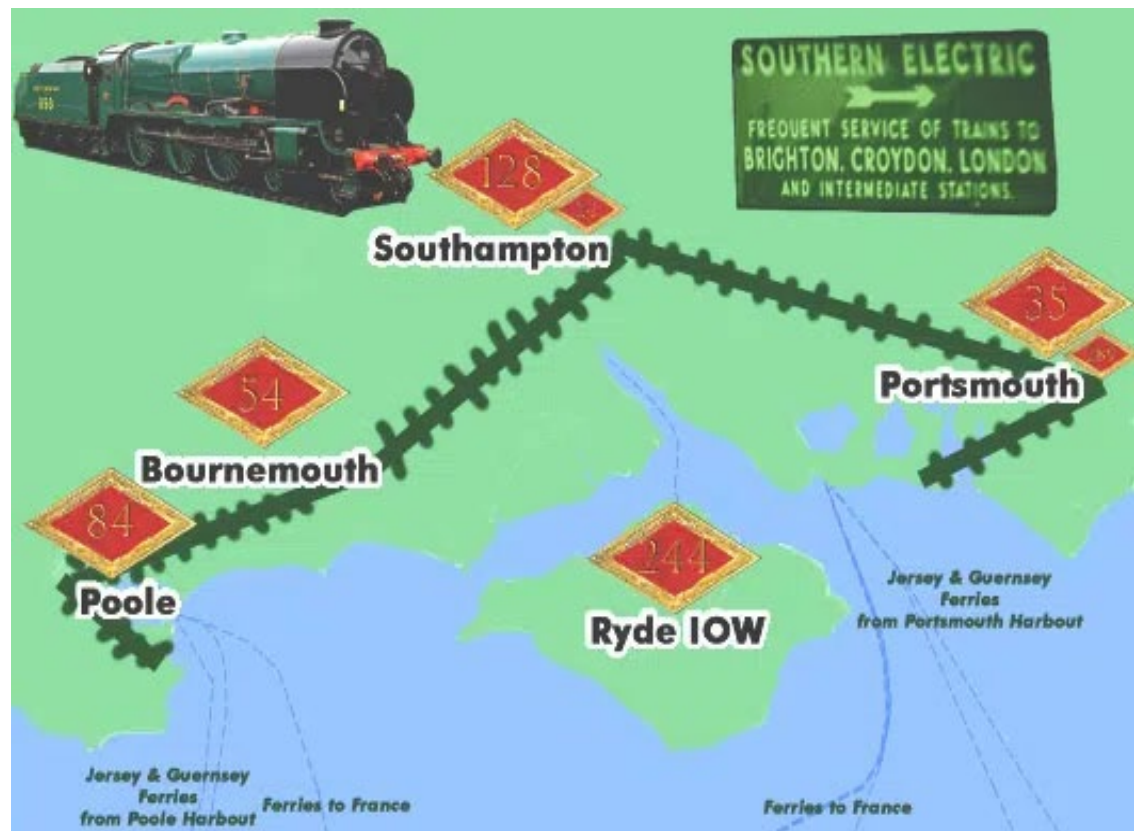 SOUTHERN ELECTRIC
FREQUENT SERVICE OF TRAINS TO
BRIGHTON. CROYDON. LONDON
AND INTERMEDIATE STATIONS.
850
128
Southampton
35
Portsmouth
54
Bournemouth
84
Poole
244
Ryde IOW
Jersey & Guernsey
Ferries
from Portsmouth Harbout
Jersey & Guernsey
Ferries
from Poole Harbout
Ferries to France
Ferries to France